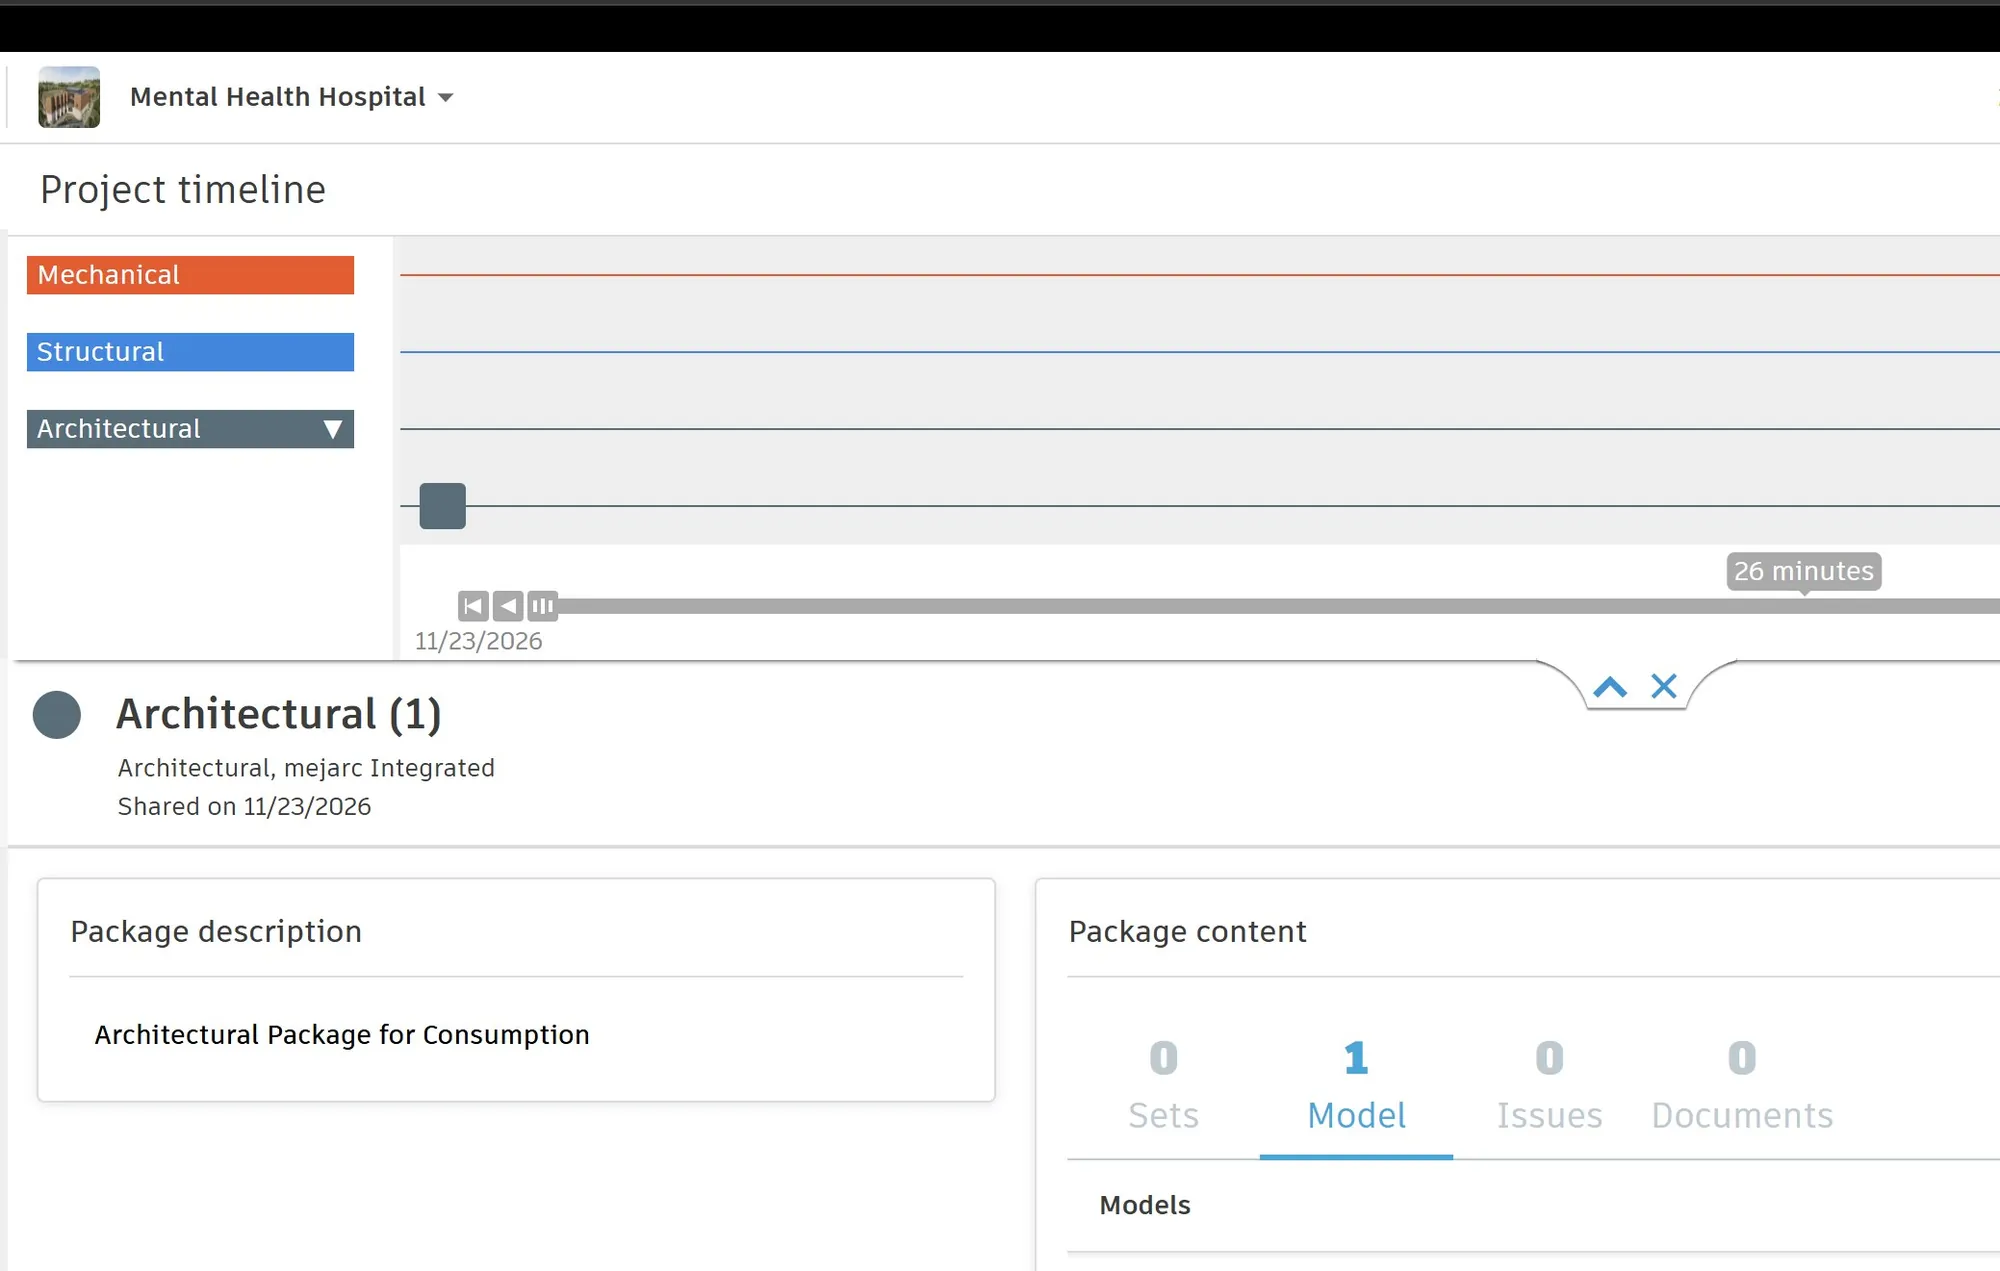 Mental Health Hospital
Project timeline
Mechanical
Structural
Architectural
26 minutes
11/23/2026
Architectural (1)
Architectural, mejarc Integrated
Shared on 11/23/2026
Package description
Architectural Package for Consumption
Package content
0 1 0 0
Sets Model Issues Documents
Models